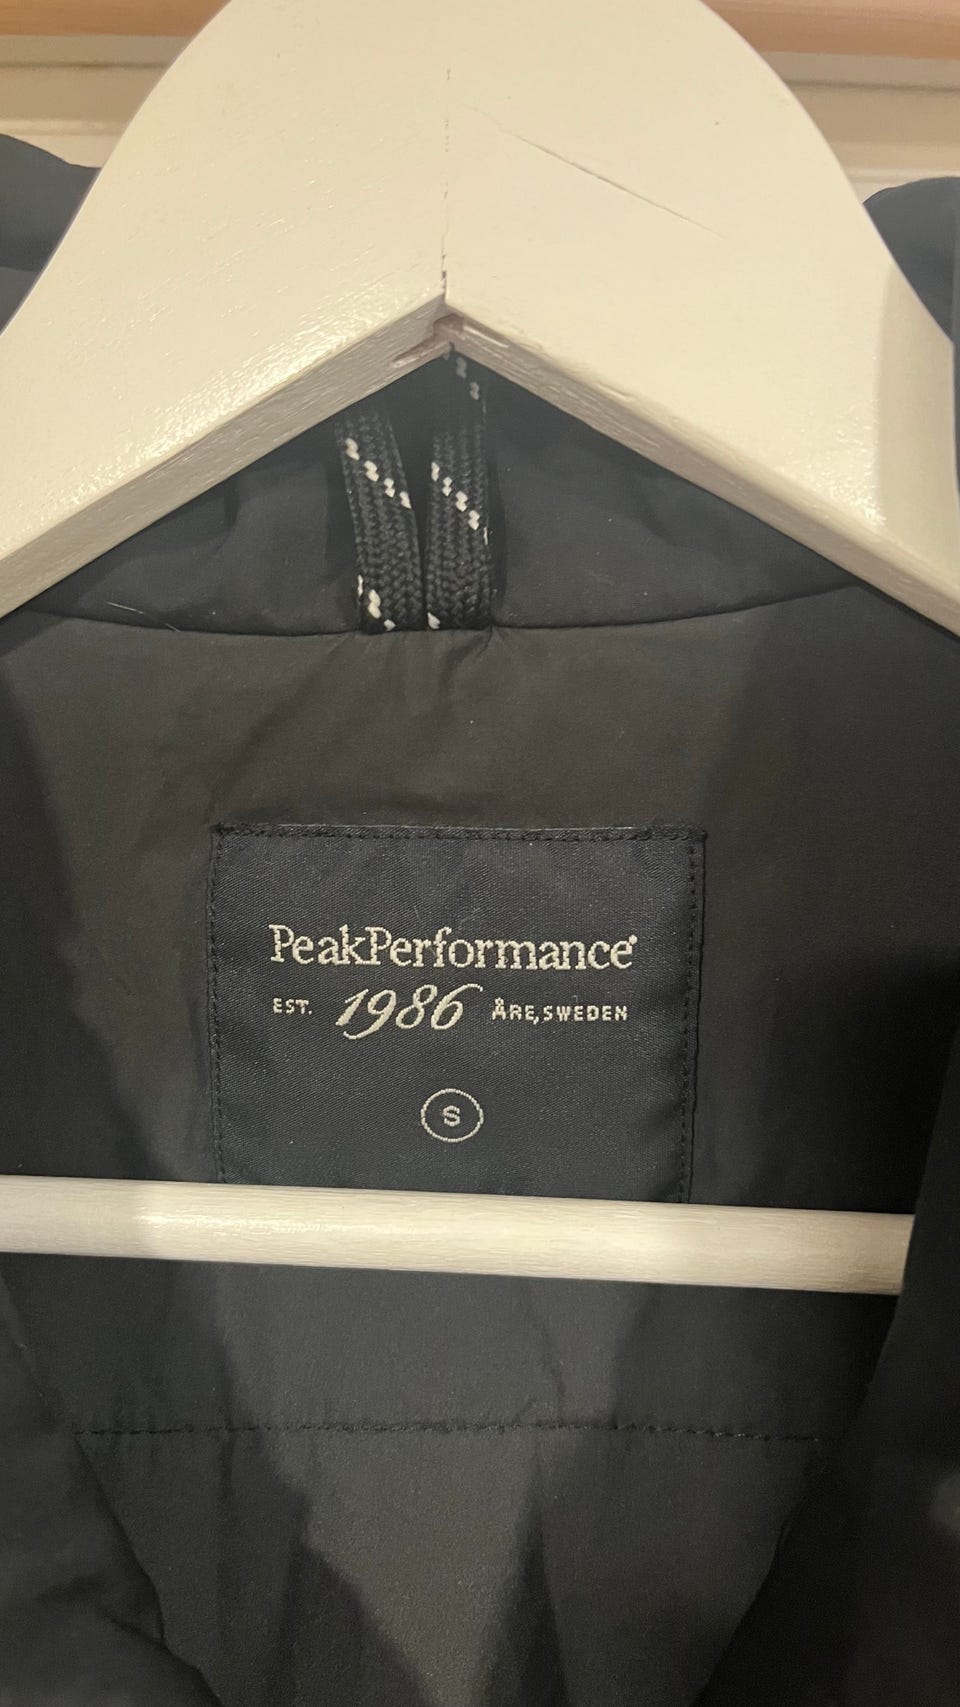 PeakPerformance
EST. 1986 ÅRE, SWEDEN
S